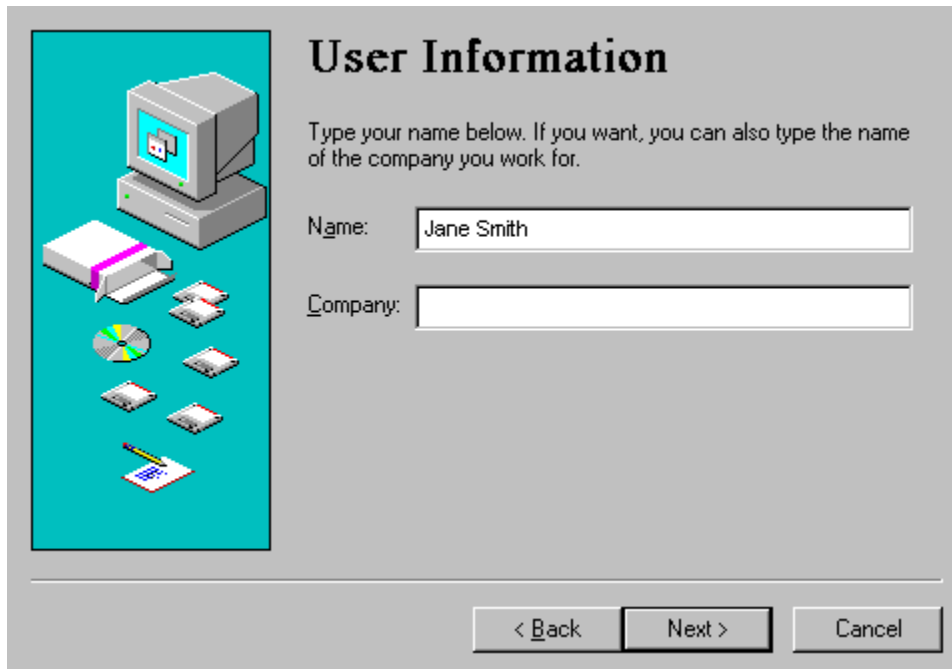 User Information
Type your name below. If you want, you can also type the name
of the company you work for.
Name: Jane Smith
Company:
< Back Next > Cancel